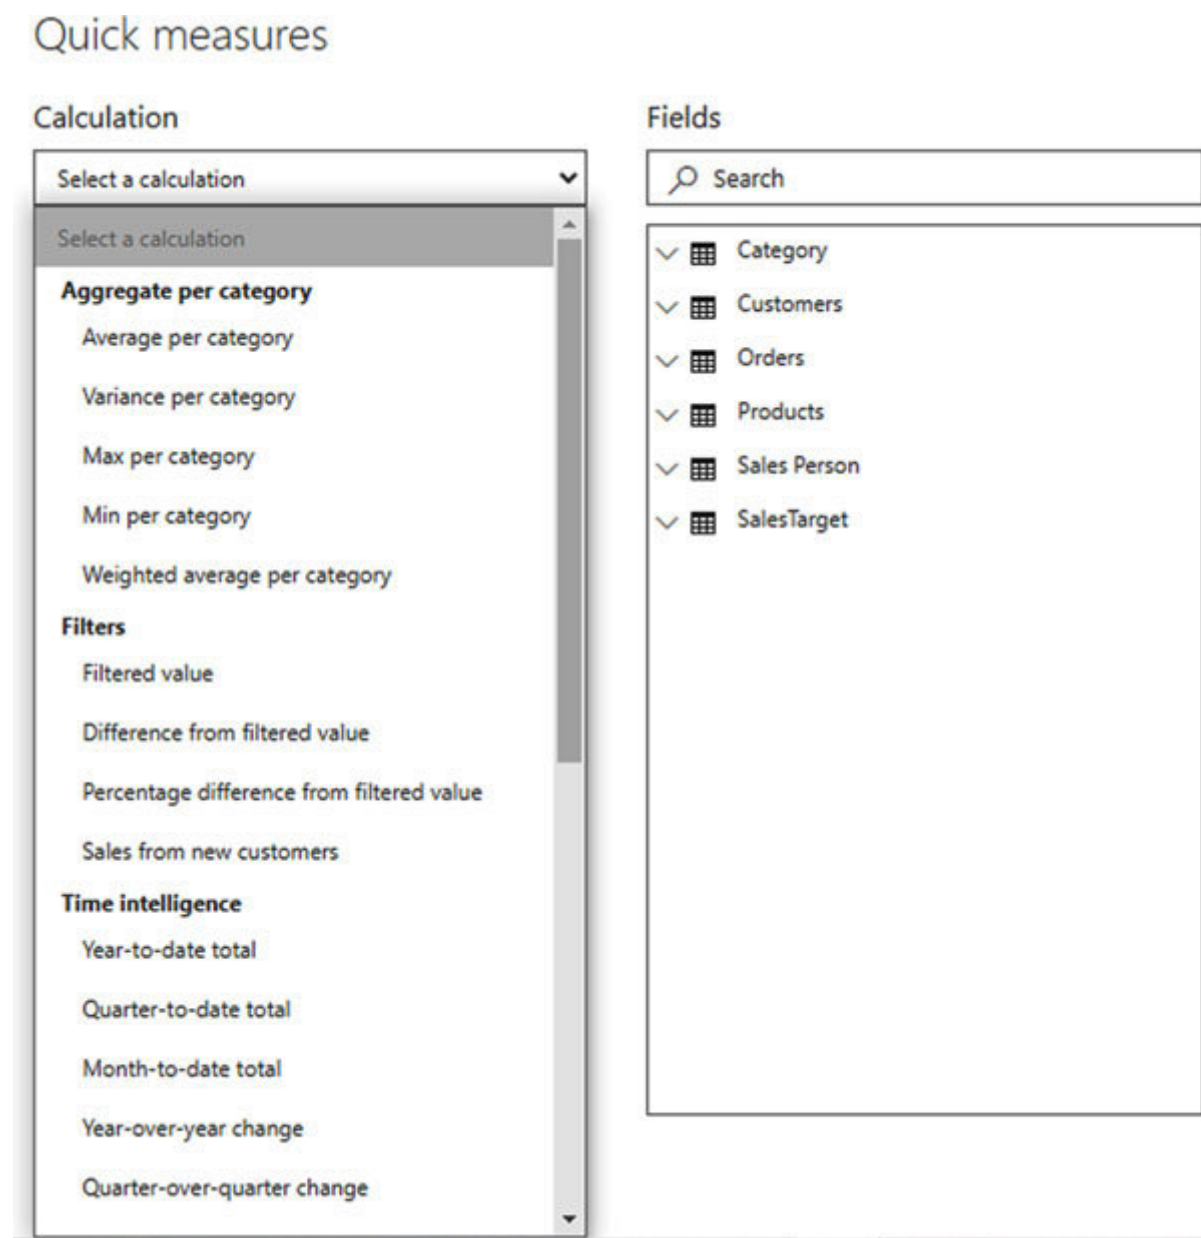 Quick measures
Calculation
Select a calculation
Select a calculation
Aggregate per category
Average per category
Variance per category
Max per category
Min per category
Weighted average per category
Filters
Filtered value
Difference from filtered value
Percentage difference from filtered value
Sales from new customers
Time intelligence
Year-to-date total
Quarter-to-date total
Month-to-date total
Year-over-year change
Quarter-over-quarter change
Fields
Search
Category
Customers
Orders
Products
Sales Person
SalesTarget